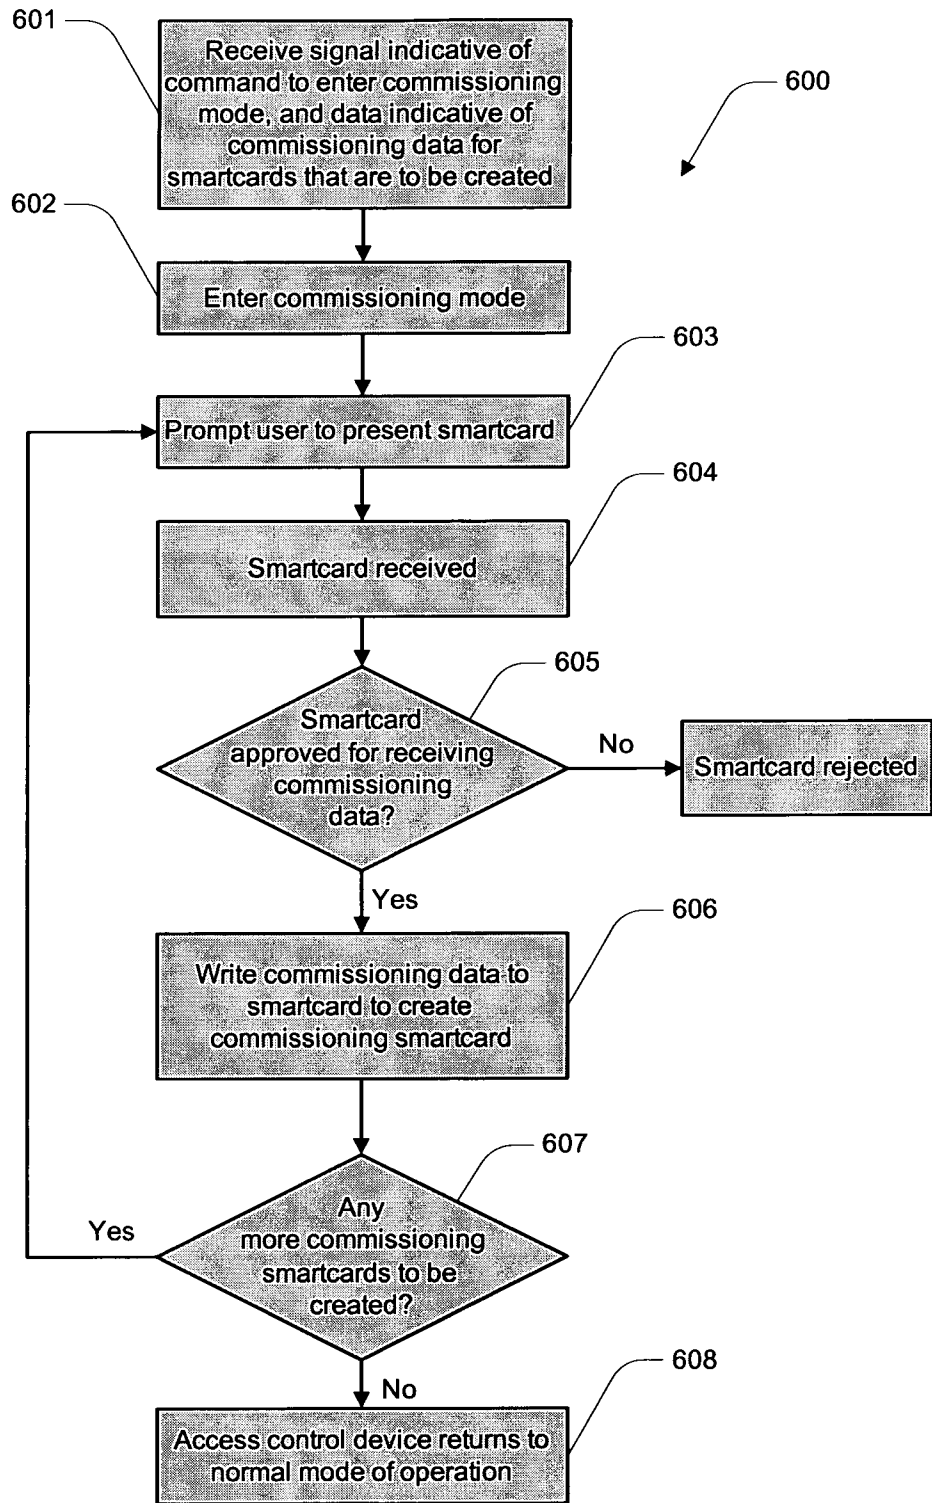 601
Receive signal indicative of
command to enter commissioning
mode, and data indicative of
commissioning data for
smartcards that are to be created
600
602
Enter commissioning mode
603
Prompt user to present smartcard
604
Smartcard received
605
Smartcard
approved for receiving
commissioning
data?
No
Smartcard rejected
Yes
606
Write commissioning data to
smartcard to create
commissioning smartcard
607
Any
more commissioning
smartcards to be
created?
Yes
No
608
Access control device returns to
normal mode of operation